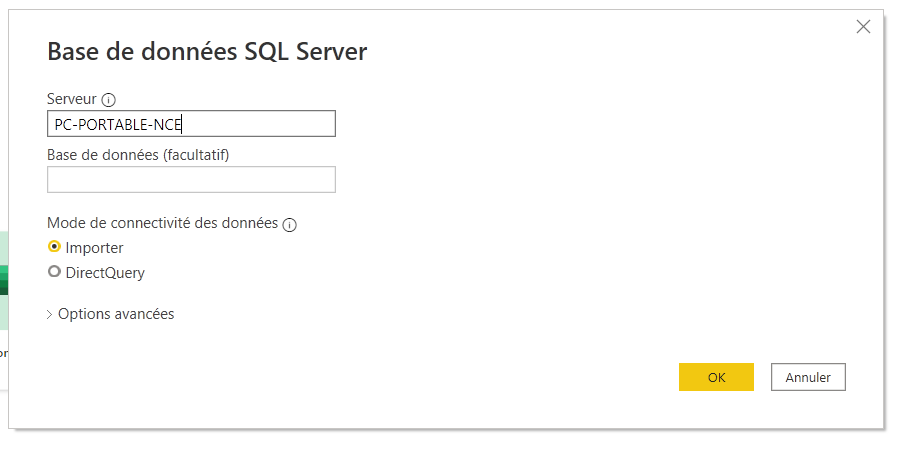 Base de données SQL Server
Serveur
PC-PORTABLE-NCE
Base de données (facultatif)
Mode de connectivité des données
Importer
DirectQuery
Options avancées
OK
Annuler